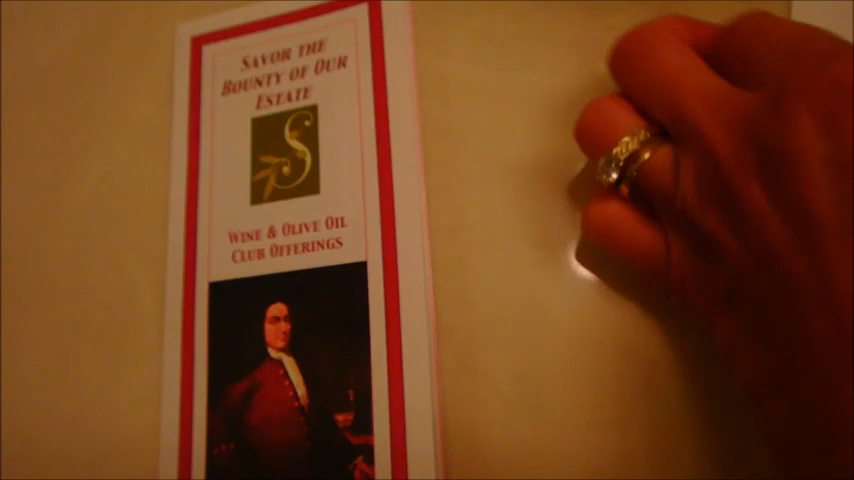 SAVOR THE
BOUNTY OF OUR
ESTATE
S
WINE & OLIVE OIL
CLUB OFFERINGS